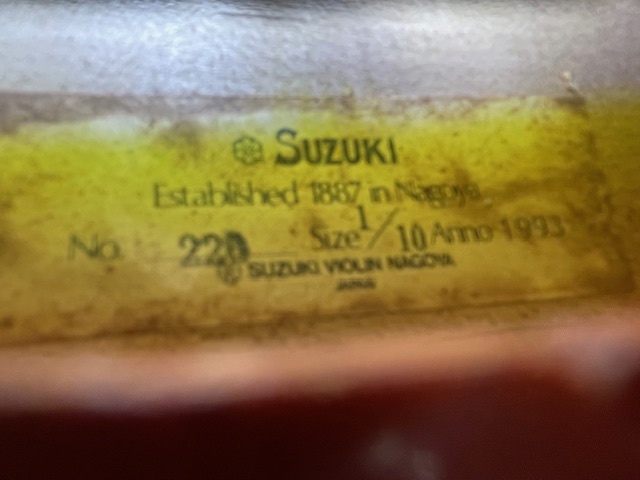 SUZUKI
Established 1887 in Nagoya
No. 220 Size 1/10 Anno 1993
SUZUKI VIOLIN NAGOYA
JAPAN